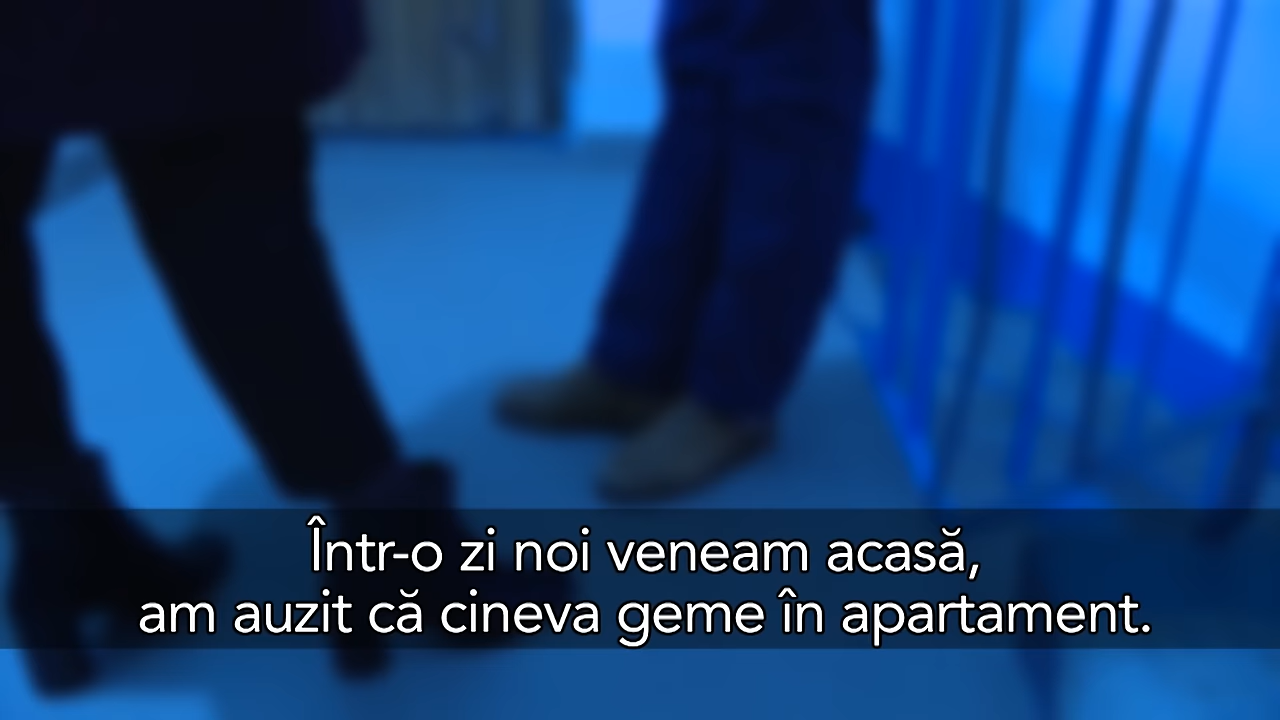 Într-o zi noi veneam acasă,
am auzit că cineva geme în apartament.